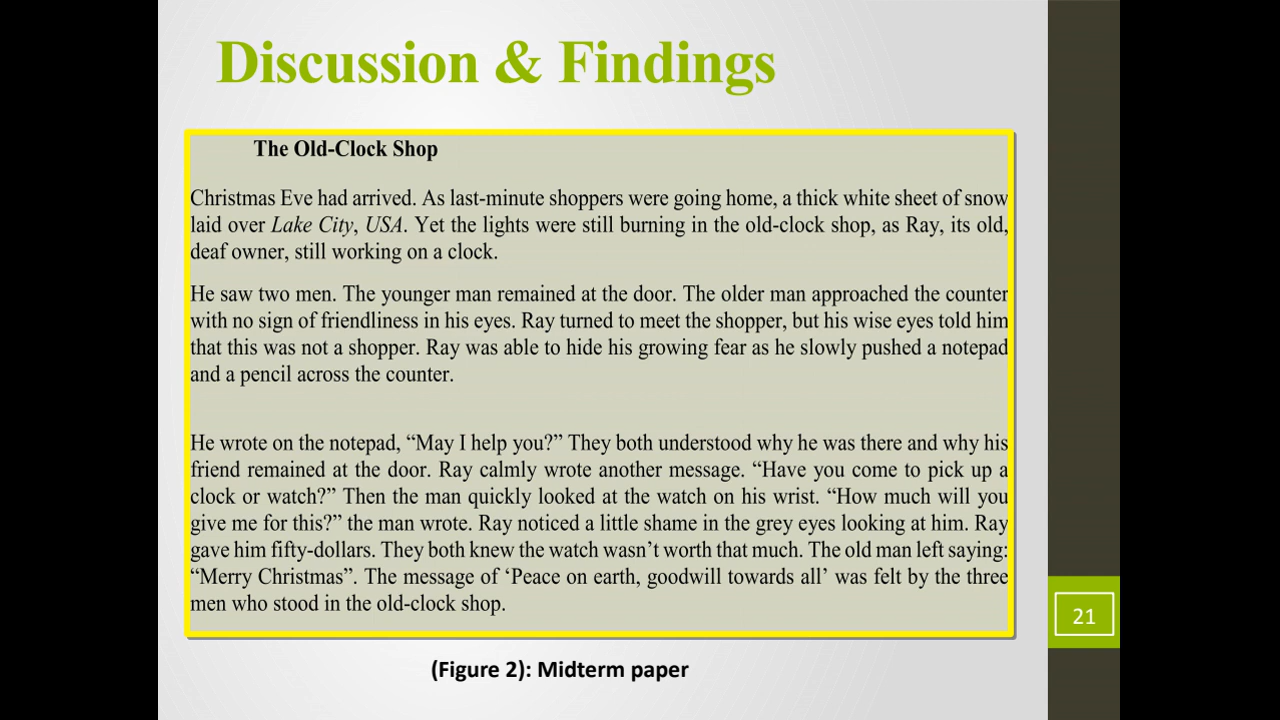 Discussion & Findings
The Old-Clock Shop
Christmas Eve had arrived. As last-minute shoppers were going home, a thick white sheet of snow
laid over Lake City, USA. Yet the lights were still burning in the old-clock shop, as Ray, its old,
deaf owner, still working on a clock.
He saw two men. The younger man remained at the door. The older man approached the counter
with no sign of friendliness in his eyes. Ray turned to meet the shopper, but his wise eyes told him
that this was not a shopper. Ray was able to hide his growing fear as he slowly pushed a notepad
and a pencil across the counter.
He wrote on the notepad, “May I help you?” They both understood why he was there and why his
friend remained at the door. Ray calmly wrote another message. “Have you come to pick up a
clock or watch?” Then the man quickly looked at the watch on his wrist. “How much will you
give me for this?” the man wrote. Ray noticed a little shame in the grey eyes looking at him. Ray
gave him fifty-dollars. They both knew the watch wasn’t worth that much. The old man left saying:
“Merry Christmas”. The message of ‘Peace on earth, goodwill towards all’ was felt by the three
men who stood in the old-clock shop.
21
(Figure 2): Midterm paper